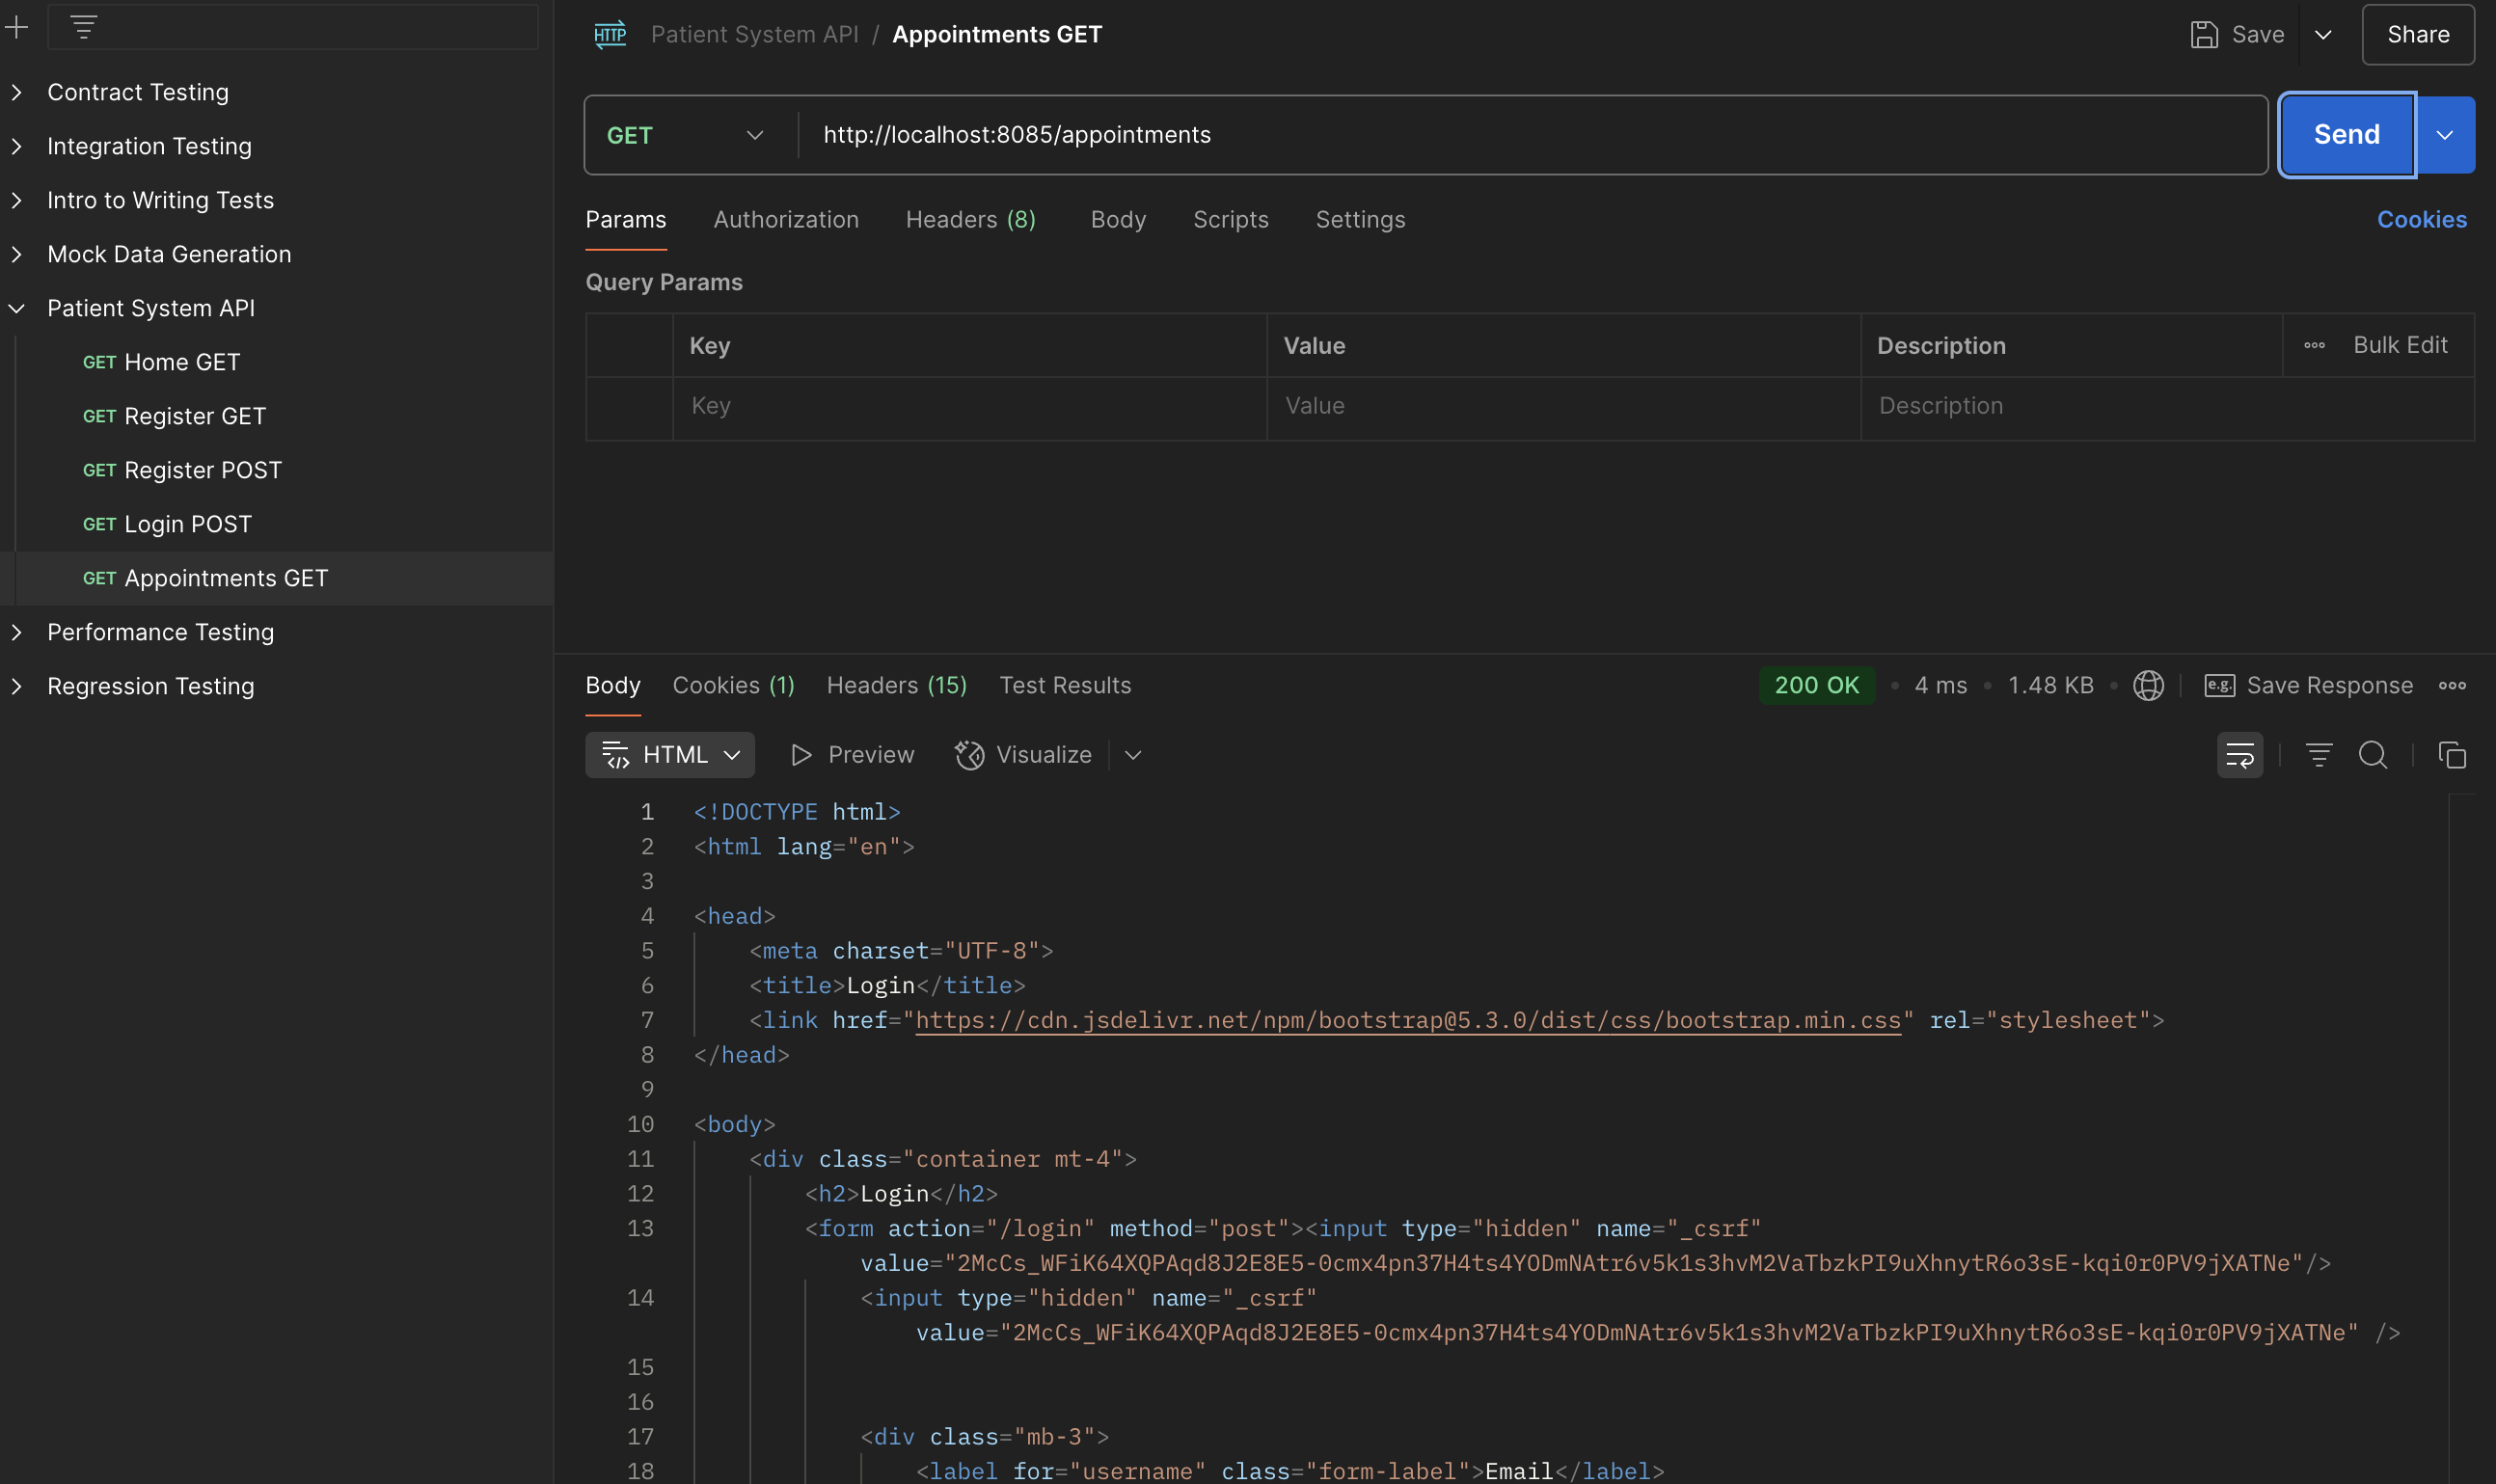 Contract Testing
Integration Testing
Intro to Writing Tests
Mock Data Generation
Patient System API
GET Home GET
GET Register GET
GET Register POST
GET Login POST
GET Appointments GET
Performance Testing
Regression Testing
HTTP Patient System API / Appointments GET
Save
Share
GET http://localhost:8085/appointments
Send
Params Authorization Headers (8) Body Scripts Settings Cookies
Query Params
Key Value Description Bulk Edit
Key Value Description
Body Cookies (1) Headers (15) Test Results 200 OK • 4 ms • 1.48 KB • e.g. Save Response
HTML Preview Visualize
1 <!DOCTYPE html>
2 <html lang="en">
3
4 <head>
5 <meta charset="UTF-8">
6 <title>Login</title>
7 <link href="https://cdn.jsdelivr.net/npm/bootstrap@5.3.0/dist/css/bootstrap.min.css" rel="stylesheet">
8 </head>
9
10 <body>
11 <div class="container mt-4">
12 <h2>Login</h2>
13 <form action="/login" method="post"><input type="hidden" name="_csrf"
value="2McCs_WFiK64XQPAqd8J2E8E5-0cmx4pn37H4ts4YODmNAtr6v5k1s3hvM2VaTbzkPI9uXhnytR6o3sE-kqi0r0PV9jXATNe"/>
14 <input type="hidden" name="_csrf"
value="2McCs_WFiK64XQPAqd8J2E8E5-0cmx4pn37H4ts4YODmNAtr6v5k1s3hvM2VaTbzkPI9uXhnytR6o3sE-kqi0r0PV9jXATNe" />
15
16
17 <div class="mb-3">
18 <label for="username" class="form-label">Email</label>